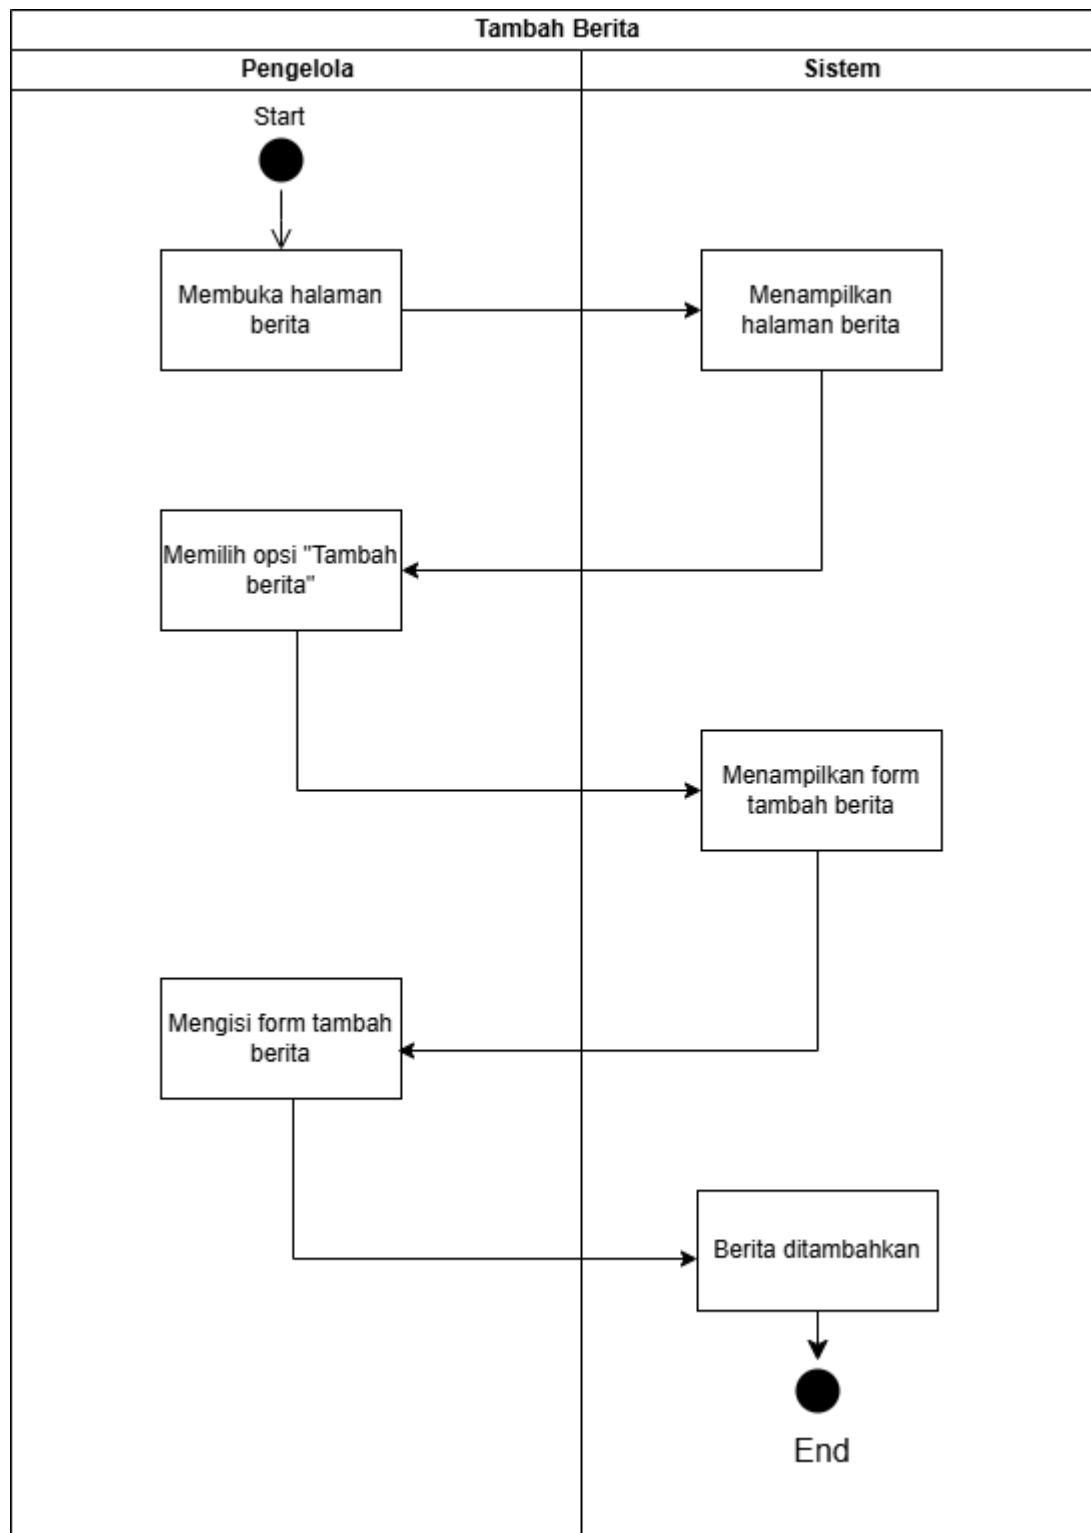 Tambah Berita
Pengelola
Sistem
Start
Membuka halaman
berita
Menampilkan
halaman berita
Memilih opsi "Tambah
berita"
Menampilkan form
tambah berita
Mengisi form tambah
berita
Berita ditambahkan
End